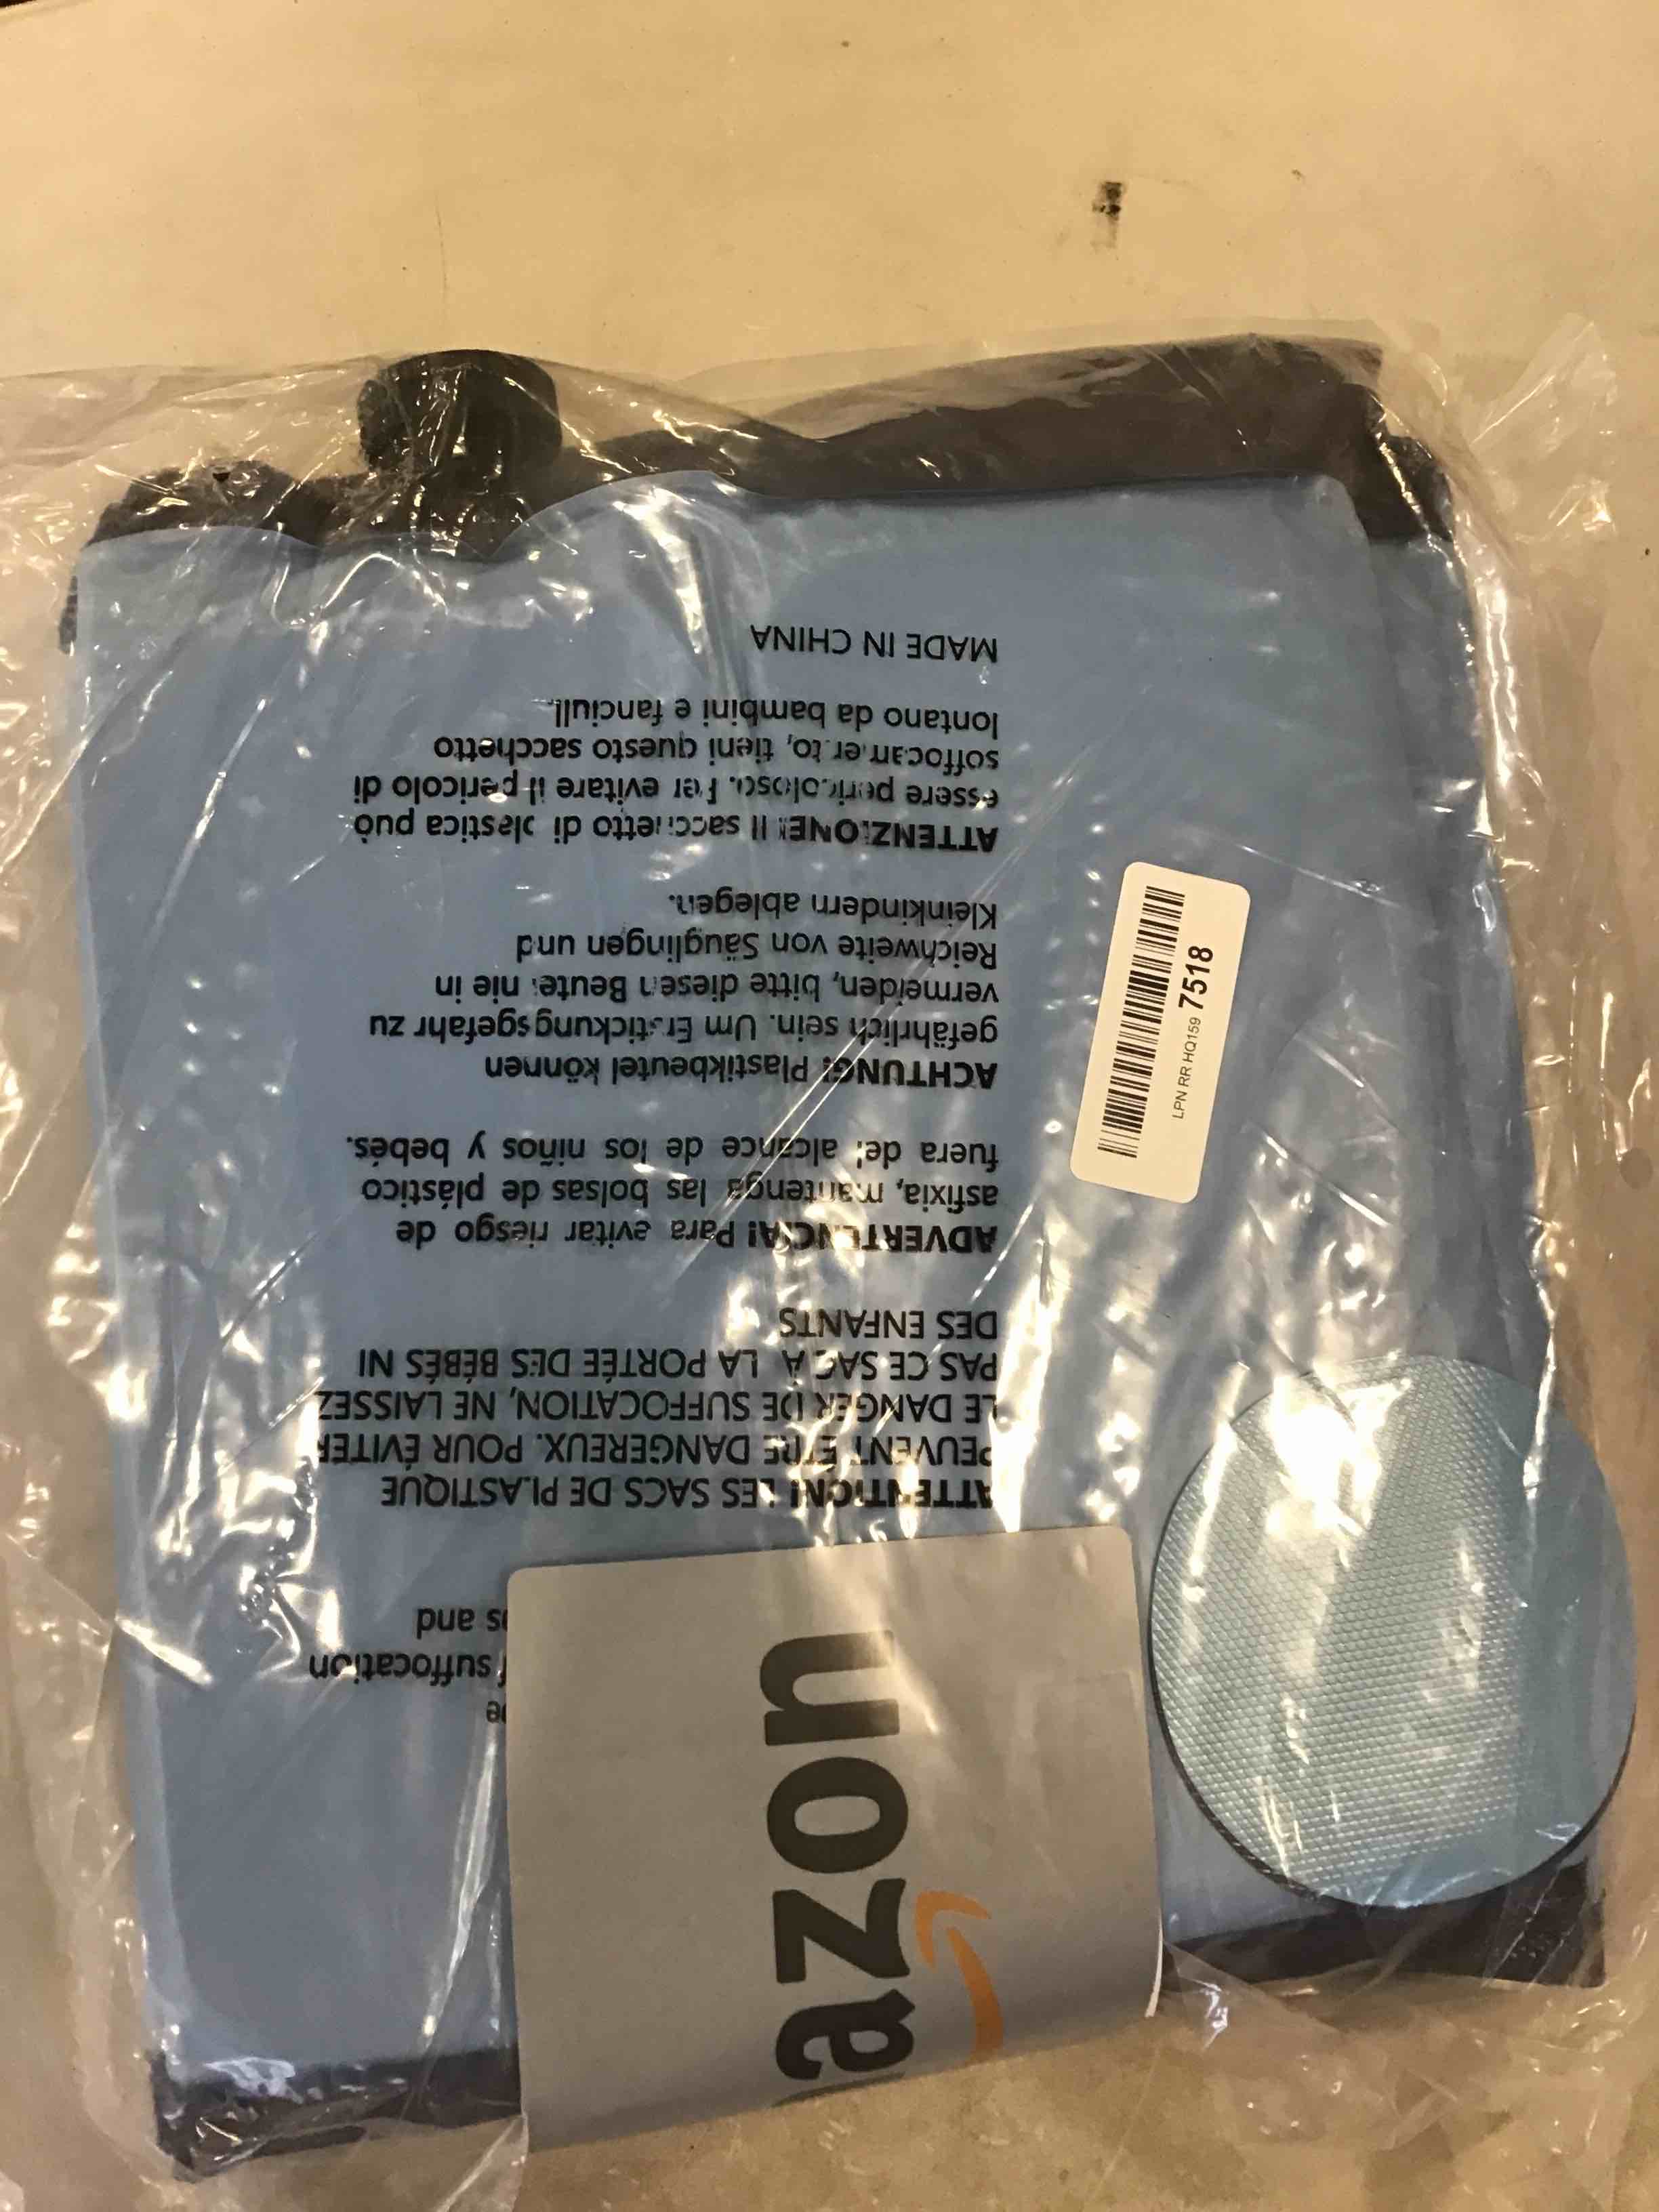 be
f suffocation
s and
ATTENTION! LES SACS DE PLASTIQUE
PEUVENT ÊTRE DANGEREUX. POUR ÉVITER
LE DANGER DE SUFFOCATION, NE LAISSEZ
PAS CE SAC À LA PORTÉE DES BÉBÉS NI
DES ENFANTS
ADVERTENCIA! Para evitar riesgo de
asfixia, mantenga las bolsas de plástico
fuera del alcance de los niños y bebés.
ACHTUNG! Plastikbeutel können
gefährlich sein. Um Erstickungsgefahr zu
vermeiden, bitte diesen Beutel nie in
Reichweite von Säuglingen und
Kleinkindern ablegen.
ATTENZIONE! Il sacchetto di plastica può
essere pericoloso. Per evitare il pericolo di
soffocamento, tieni questo sacchetto
lontano da bambini e fanciull.
MADE IN CHINA
LPN RR HQ159 7518
azon